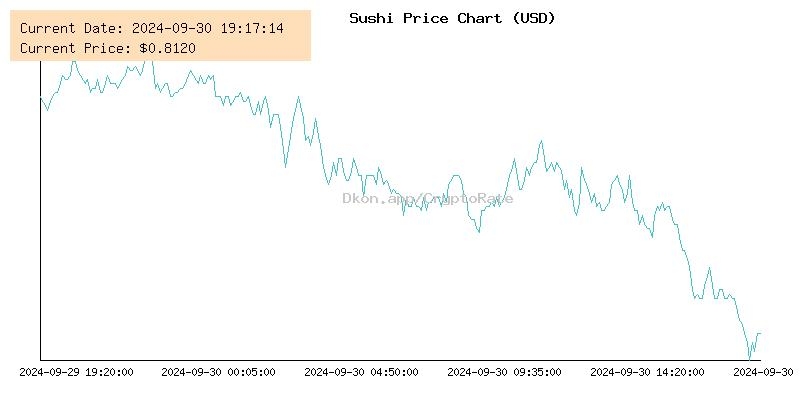 Sushi Price Chart (USD)
Current Date: 2024-09-30 19:17:14
Current Price: $0.8120
Dkon.app/CryptoRate
2024-09-29 19:20:00 2024-09-30 00:05:00 2024-09-30 04:50:00 2024-09-30 09:35:00 2024-09-30 14:20:00 2024-09-30